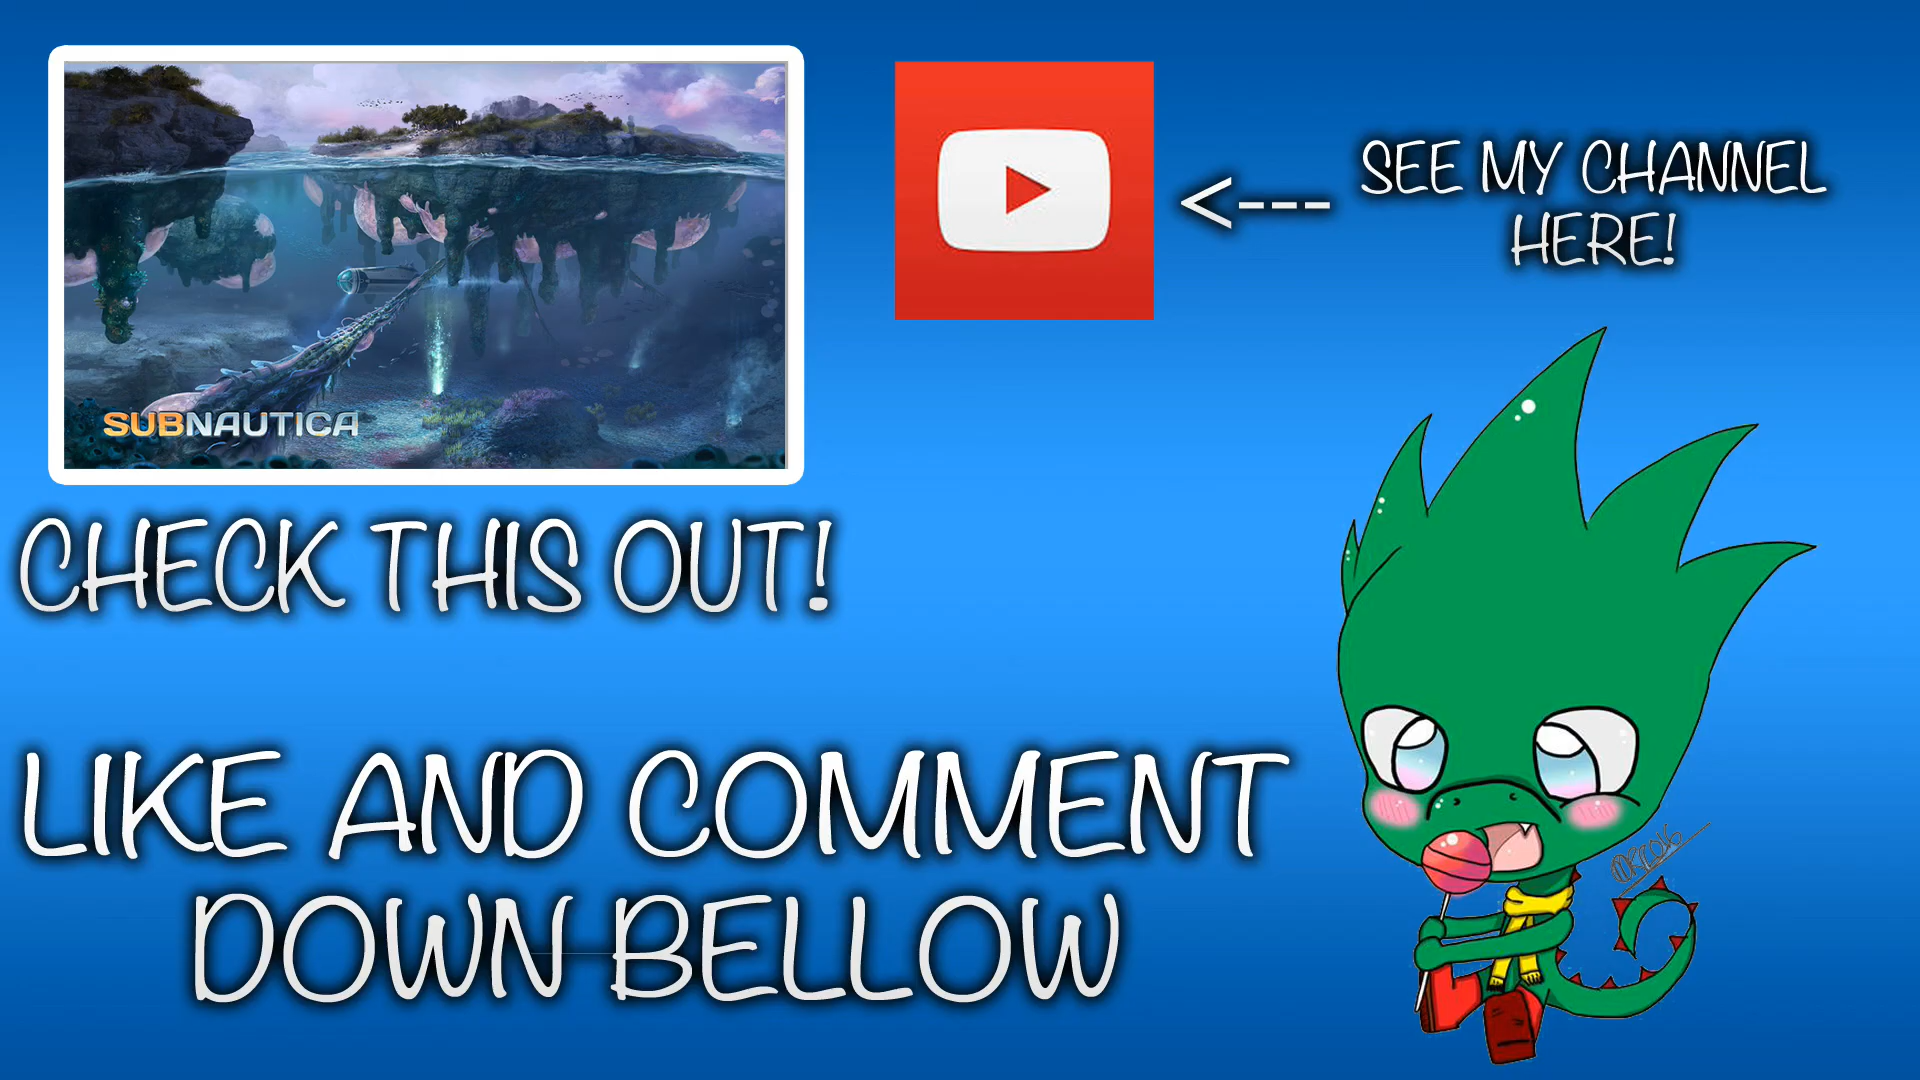 SUBNAUTICA
<---
SEE MY CHANNEL
HERE!
CHECK THIS OUT!
LIKE AND COMMENT
DOWN BELLOW